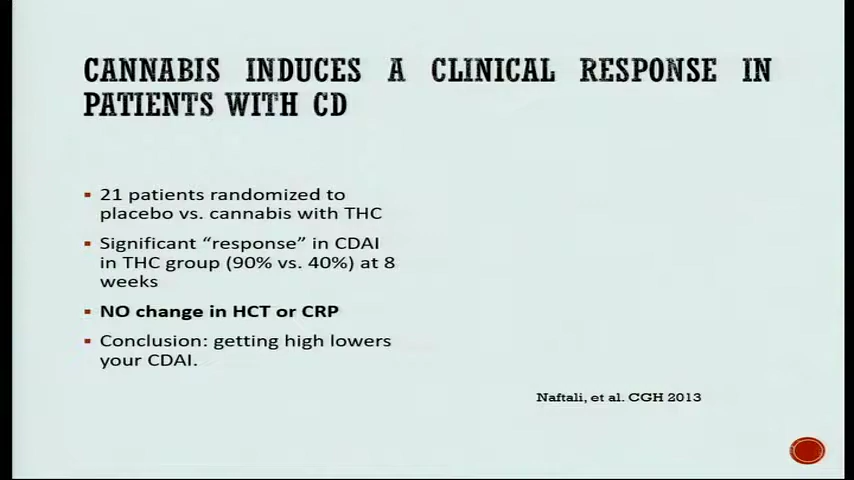 CANNABIS INDUCES A CLINICAL RESPONSE IN
PATIENTS WITH CD
21 patients randomized to
placebo vs. cannabis with THC
Significant “response” in CDAI
in THC group (90% vs. 40%) at 8
weeks
NO change in HCT or CRP
Conclusion: getting high lowers
your CDAI.
Naftali, et al. CGH 2013